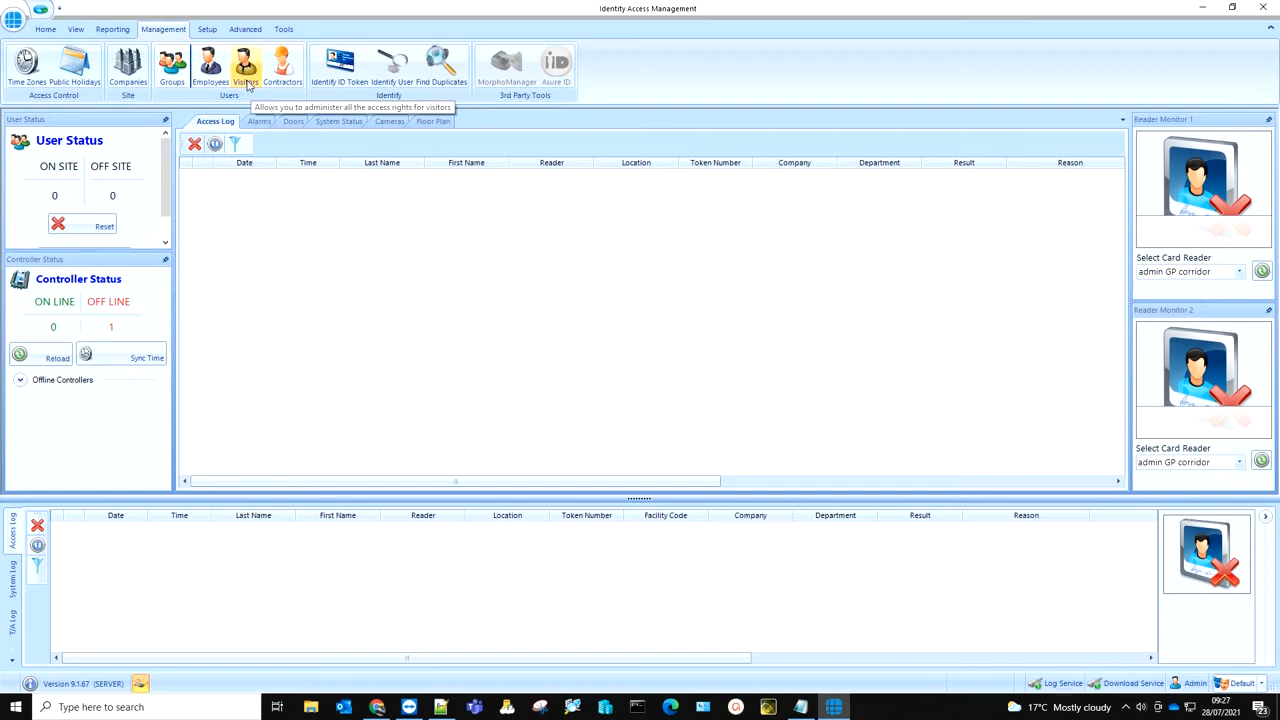 Identity Access Management
Home View Reporting Management Setup Advanced Tools
Time Zones Public Holidays Companies Groups Employees Visitors Contractors Identify ID Token Identify User Find Duplicates MorphoManager Asure ID
Access Control Site Users Identify 3rd Party Tools
Allows you to administer all the access rights for visitors
User Status
User Status
ON SITE OFF SITE
0 0
Reset
Controller Status
Controller Status
ON LINE OFF LINE
0 1
Reload Sync Time
Offline Controllers
Access Log Alarms Doors System Status Cameras Floor Plan
Date Time Last Name First Name Reader Location Token Number Company Department Result Reason
Reader Monitor 1
Select Card Reader
admin GP corridor
Reader Monitor 2
Select Card Reader
admin GP corridor
Access Log
System Log
T/A Log
Date Time Last Name First Name Reader Location Token Number Facility Code Company Department Result Reason
Version 9.1.67 (SERVER) Log Service Download Service Admin Default
Type here to search
17°C Mostly cloudy
09:27
28/07/2021